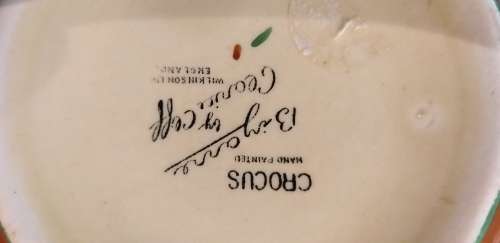 HAND PAINTED
CROCUS
Bizarre
by Clarice
Cliff
WILKINSON LTD
ENGLAND